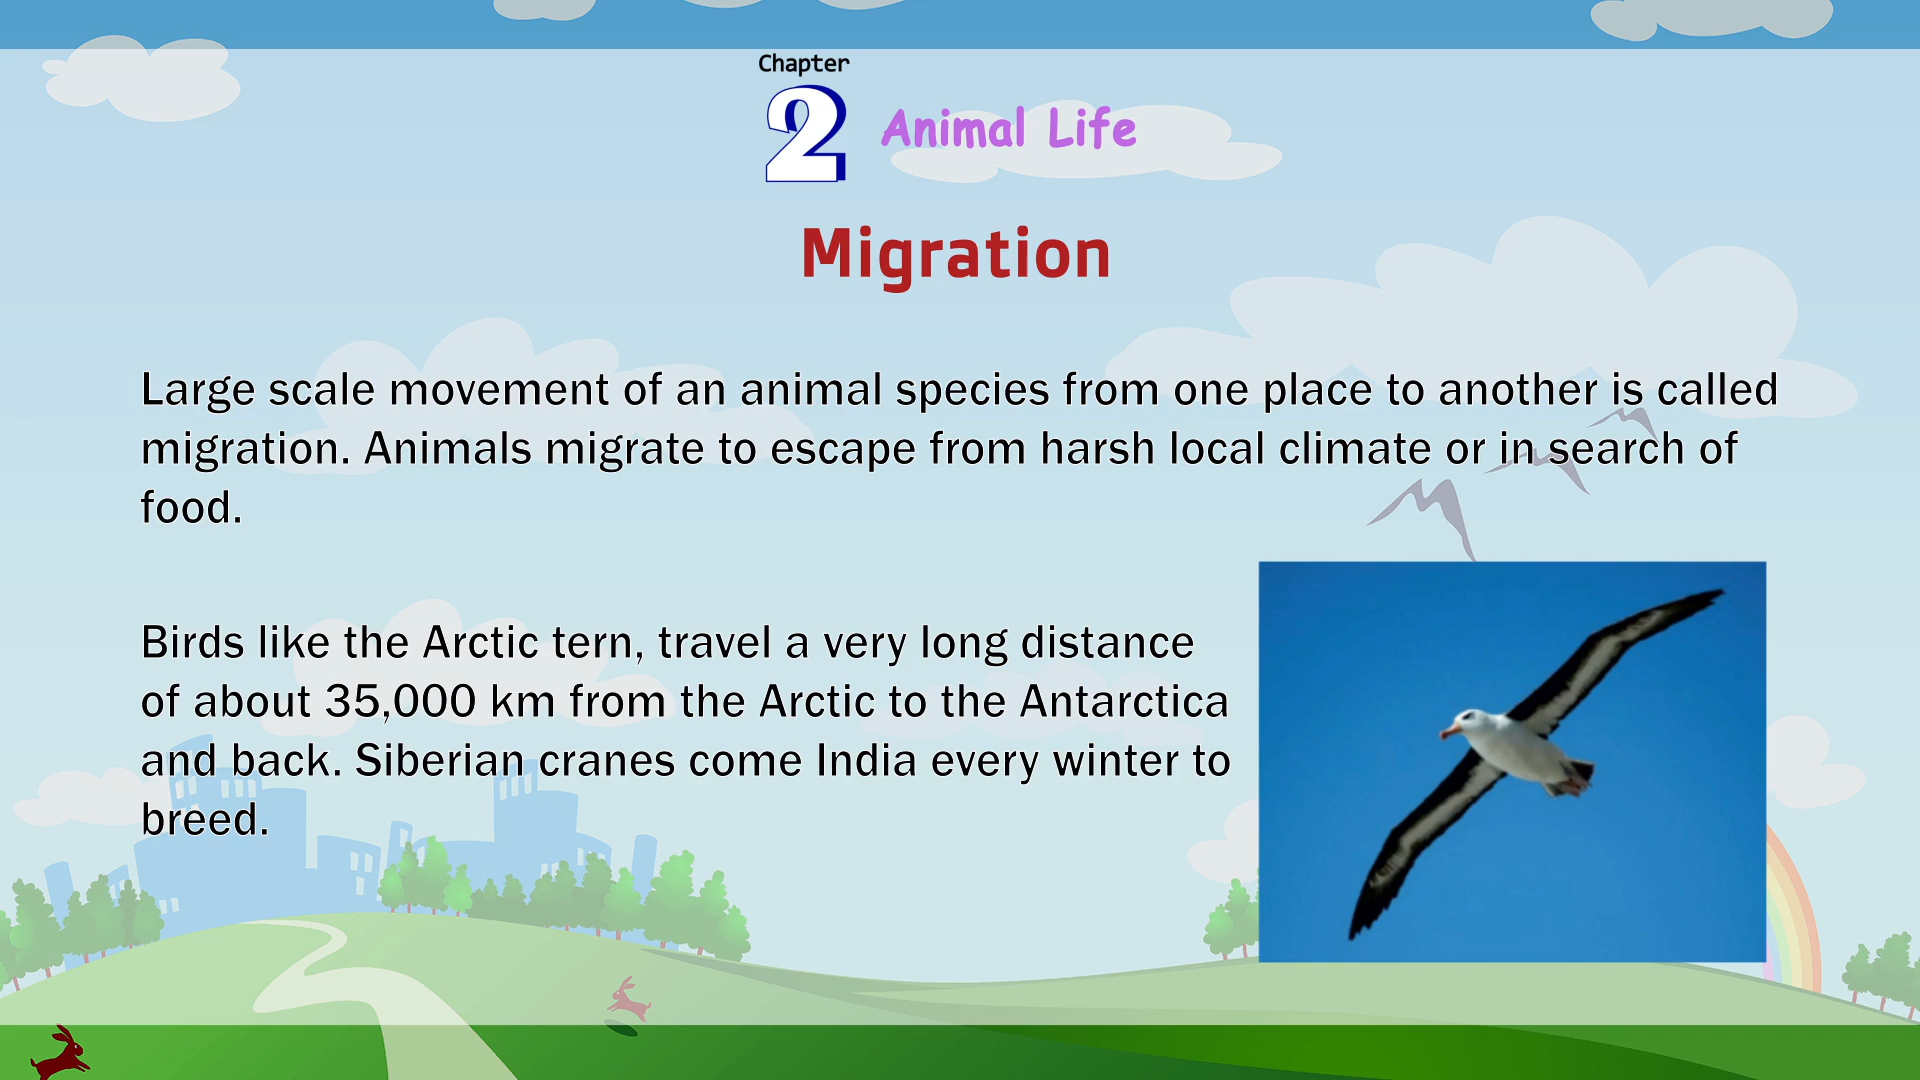 Chapter
2 Animal Life
Migration
Large scale movement of an animal species from one place to another is called
migration. Animals migrate to escape from harsh local climate or in search of
food.
Birds like the Arctic tern, travel a very long distance
of about 35,000 km from the Arctic to the Antarctica
and back. Siberian cranes come India every winter to
breed.